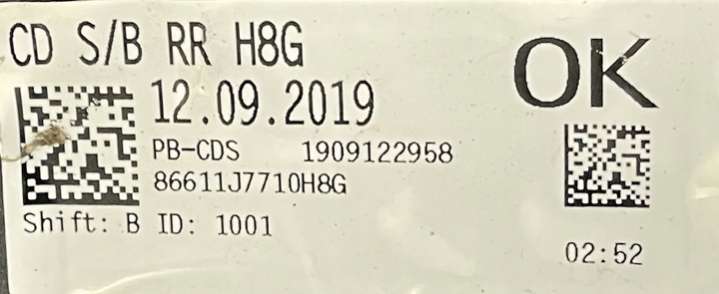 CD S/B RR H8G
OK
12.09.2019
PB-CDS 1909122958
86611J7710H8G
Shift: B ID: 1001
02:52